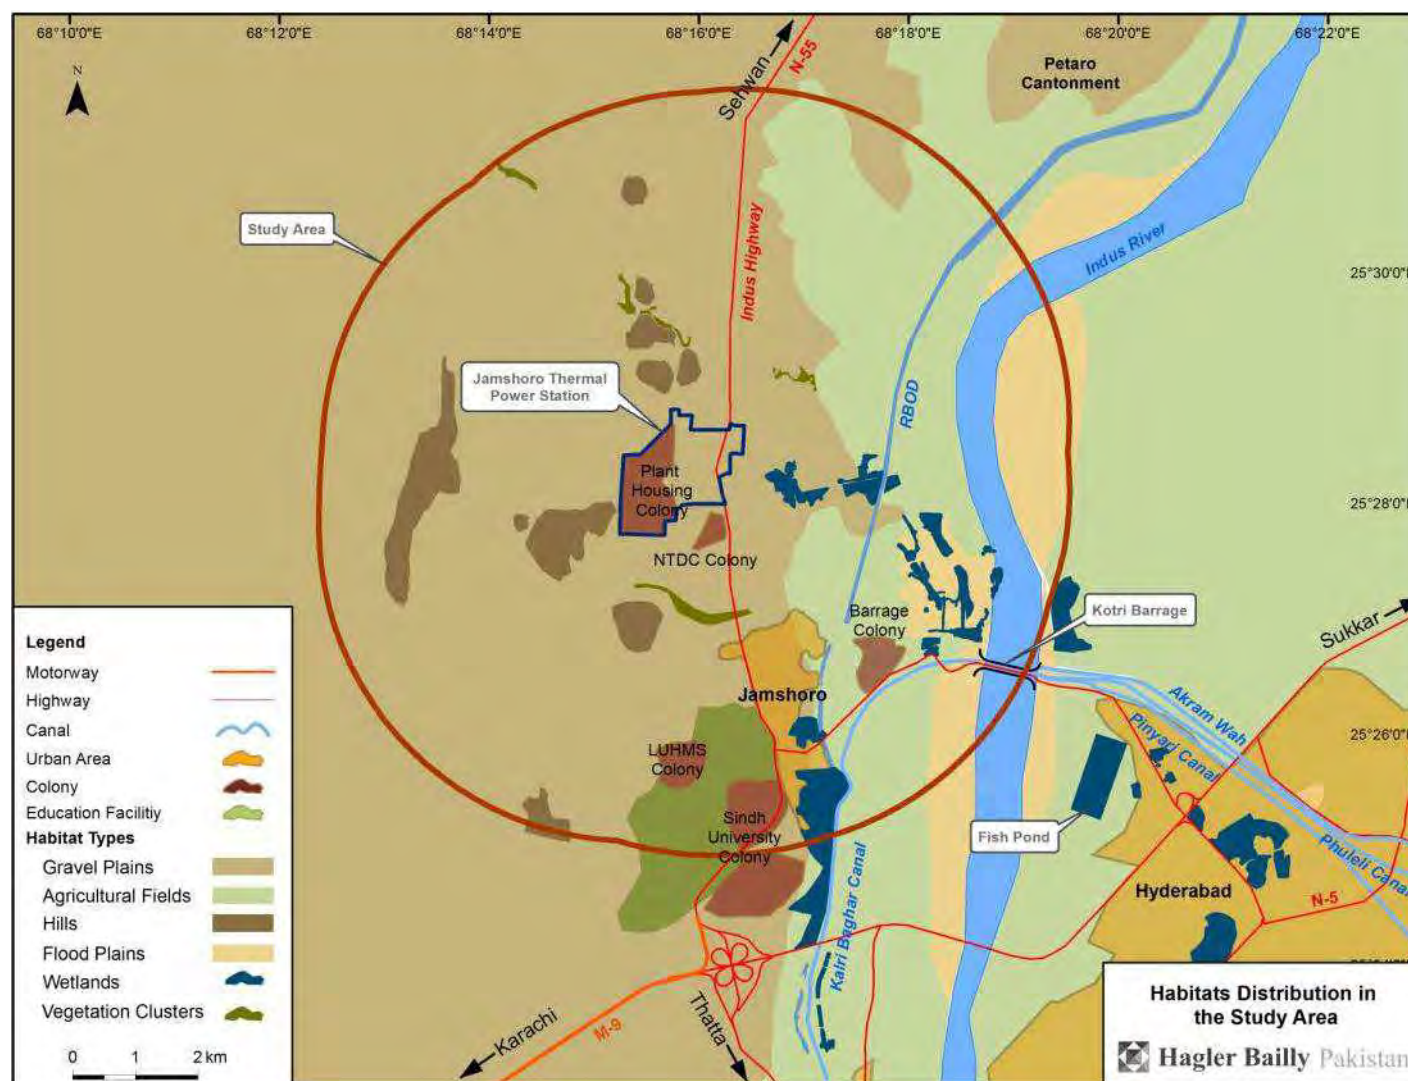 68°10'0"E
68°12'0"E
68°14'0"E
68°16'0"E
68°18'0"E
68°20'0"E
68°22'0"E
N
Sehwan
N-55
Petaro
Cantonment
Study Area
Indus Highway
Indus River
25°30'0"N
RBOD
Jamshoro Thermal
Power Station
Plant
Housing
Colony
25°28'0"N
NTDC Colony
Barrage
Colony
Kotri Barrage
Sukkar
Jamshoro
Akram Wah
Pinyari Canal
25°26'0"N
LUHMS
Colony
Sindh
University
Colony
Fish Pond
Phuleli Canal
Kalri Baghar Canal
Hyderabad
N-5
Karachi
M-9
Thatta
Legend
Motorway
Highway
Canal
Urban Area
Colony
Education Facilitiy
Habitat Types
Gravel Plains
Agricultural Fields
Hills
Flood Plains
Wetlands
Vegetation Clusters
0 1 2 km
Habitats Distribution in
the Study Area
Hagler Bailly Pakistan